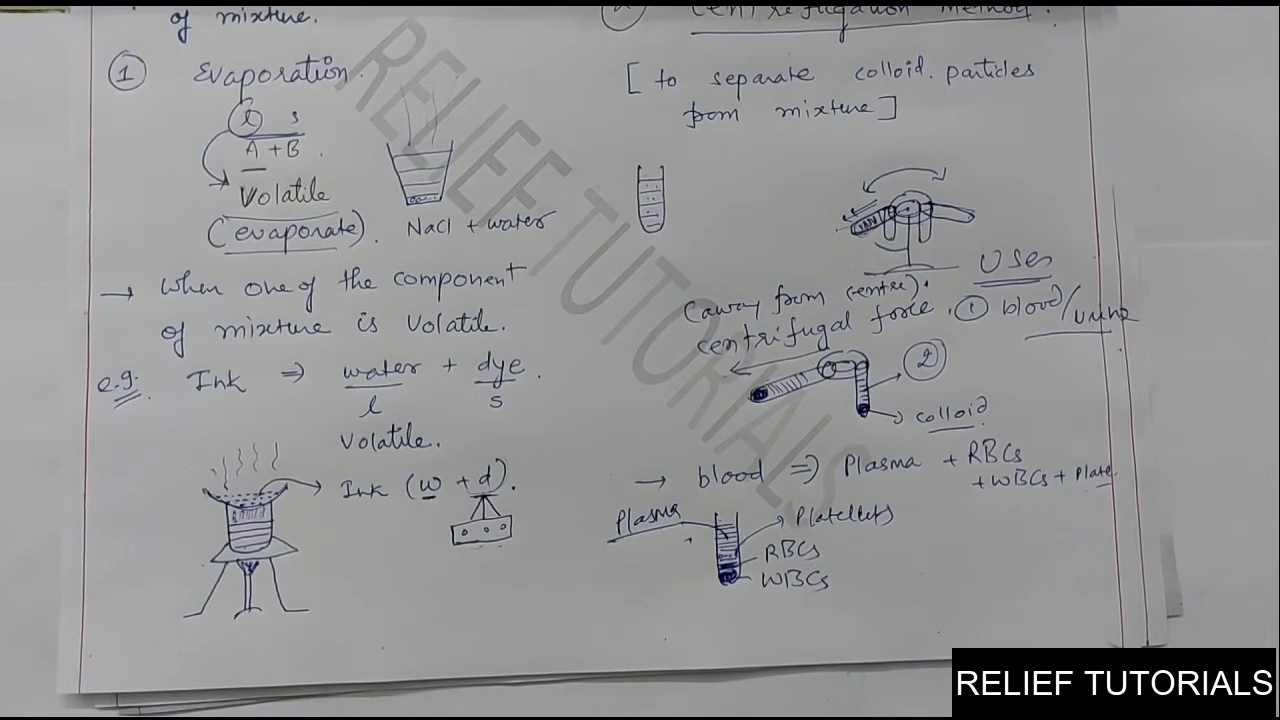 of mixture.
① Evaporation.
l s
A + B.
Volatile
(evaporate).
NaCl + water
→ When one of the component
of mixture is Volatile.
e.g. Ink ⇒ water + dye.
l s
Volatile.
Ink (w + d).
Centrifugation Method.
[to separate colloid particles
from mixture]
Uses
(away from centre).
centrifugal force.
① blood/urine
②
colloid
→ blood ⇒ Plasma + RBCs
+ WBCs + Plate
Plasma
Platellets
RBCs
WBCs
RELIEF TUTORIALS
RELIEF TUTORIALS